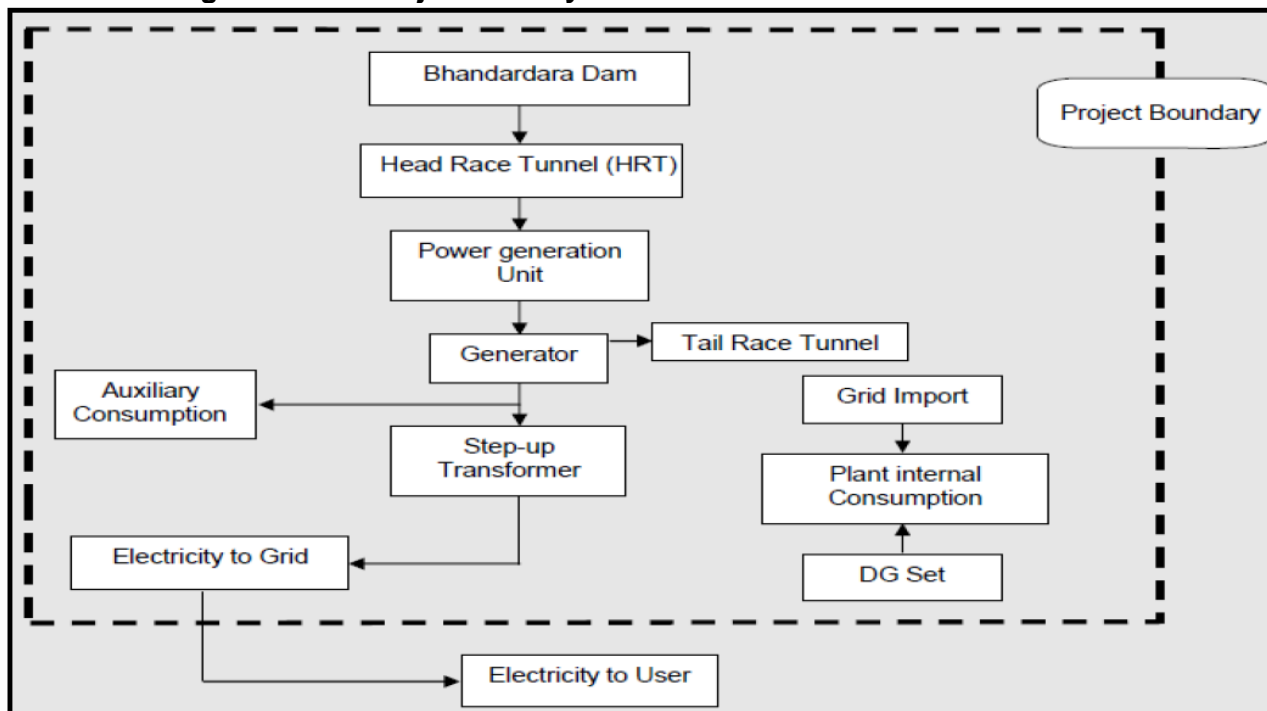 Bhandardara Dam
Project Boundary
Head Race Tunnel (HRT)
Power generation
Unit
Generator
Tail Race Tunnel
Auxiliary
Consumption
Grid Import
Step-up
Transformer
Plant internal
Consumption
Electricity to Grid
DG Set
Electricity to User